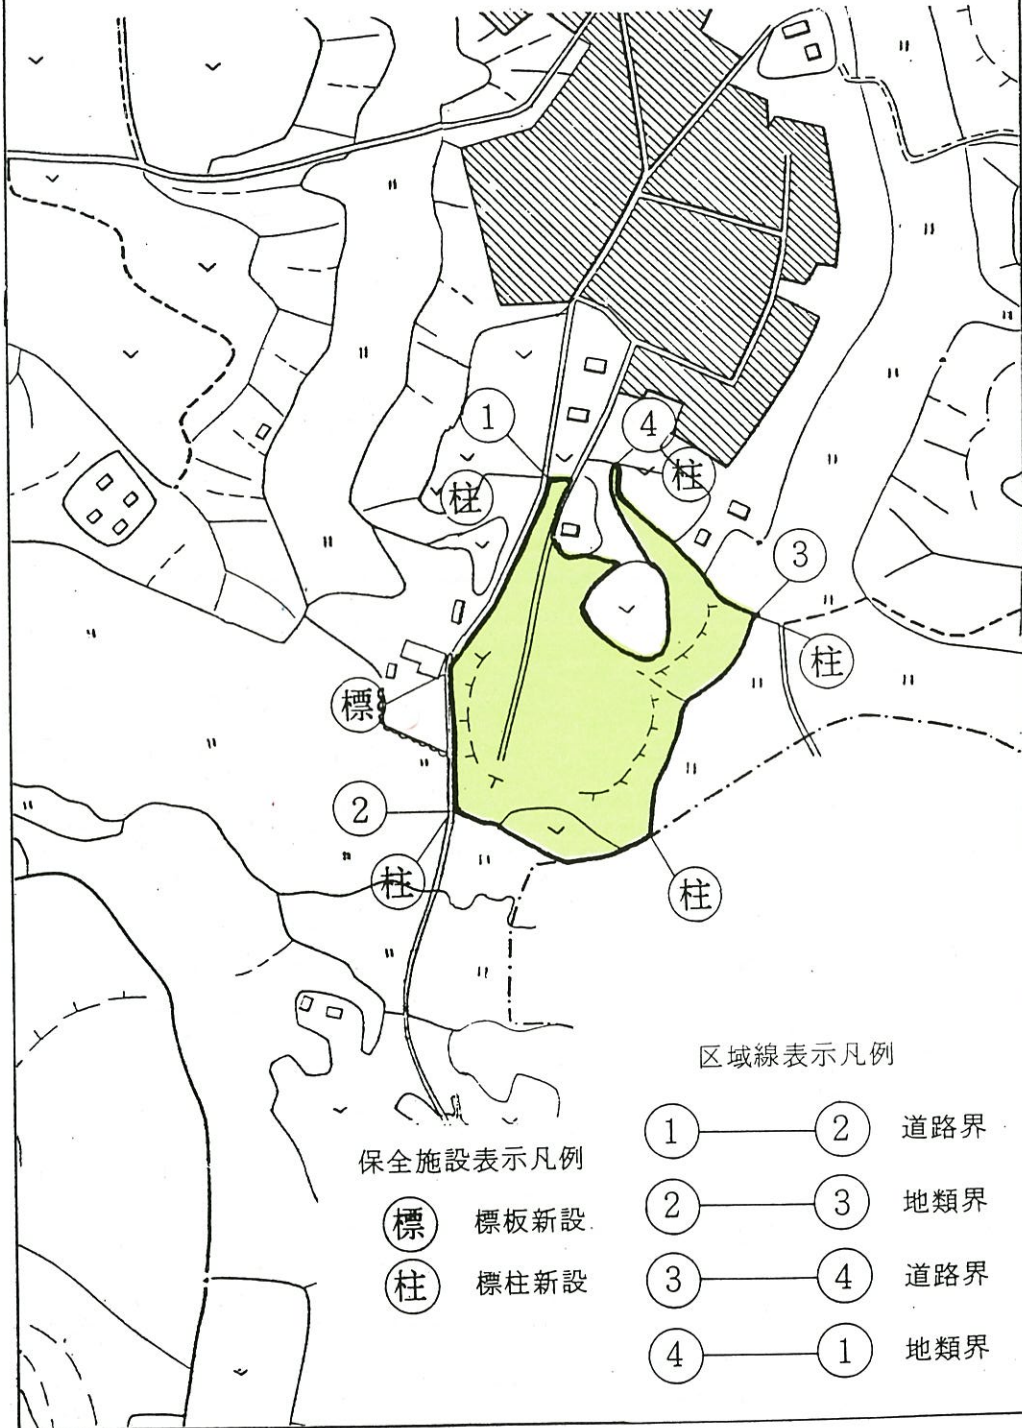 ①
④
柱
柱
③
柱
標
②
柱
柱
区域線表示凡例
①―――② 道路界
②―――③ 地類界
③―――④ 道路界
④―――① 地類界
保全施設表示凡例
標 標板新設
柱 標柱新設